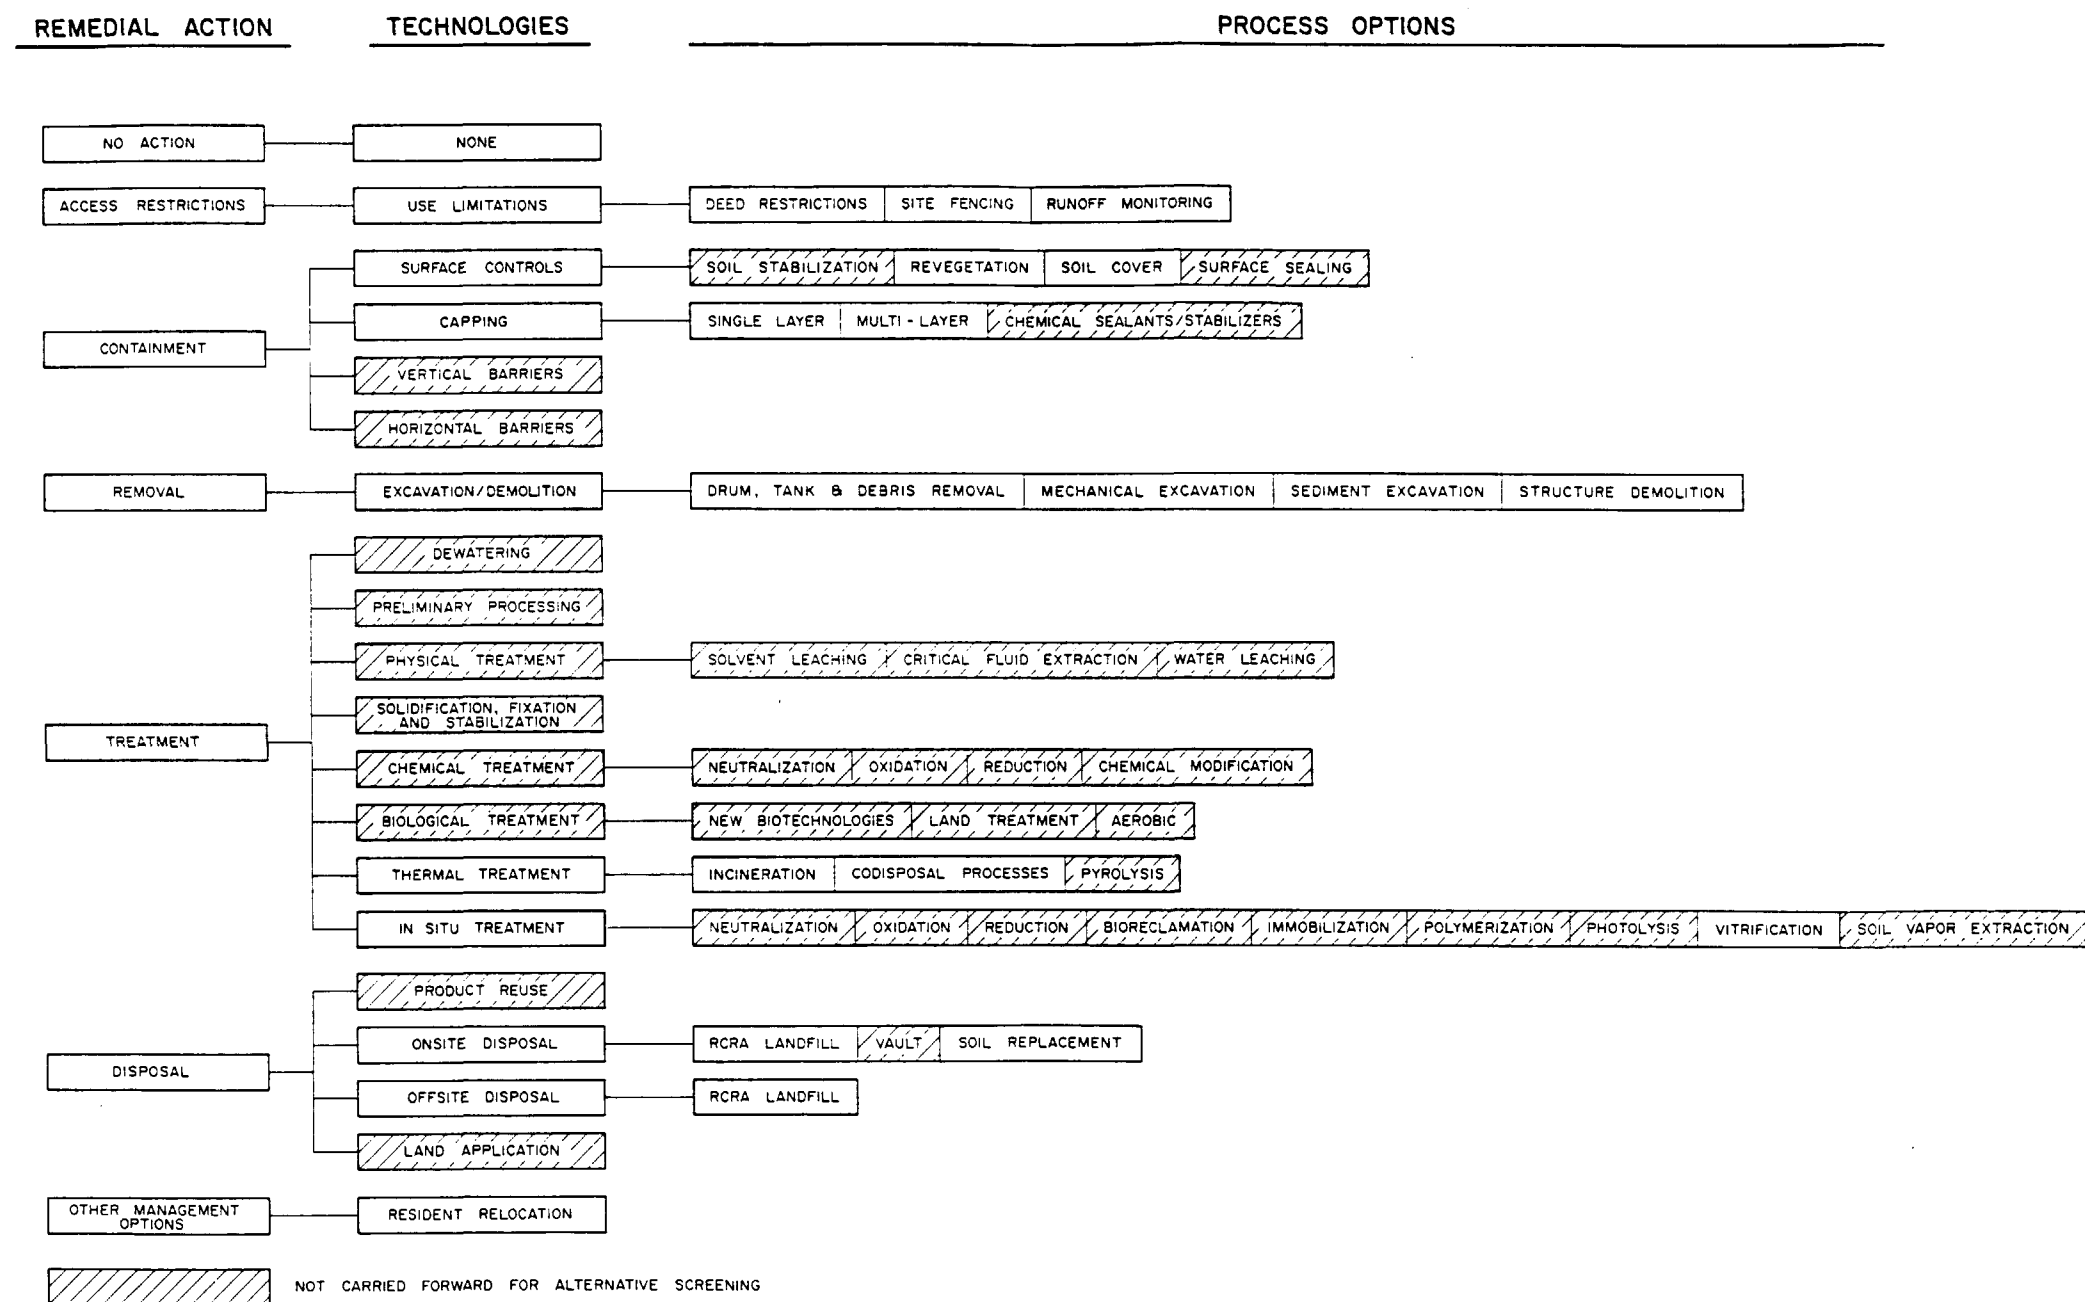 REMEDIAL ACTION TECHNOLOGIES PROCESS OPTIONS
NO ACTION NONE
ACCESS RESTRICTIONS USE LIMITATIONS DEED RESTRICTIONS SITE FENCING RUNOFF MONITORING
SURFACE CONTROLS SOIL STABILIZATION REVEGETATION SOIL COVER SURFACE SEALING
CAPPING SINGLE LAYER MULTI-LAYER CHEMICAL SEALANTS/STABILIZERS
CONTAINMENT
VERTICAL BARRIERS
HORIZONTAL BARRIERS
REMOVAL EXCAVATION/DEMOLITION DRUM, TANK & DEBRIS REMOVAL MECHANICAL EXCAVATION SEDIMENT EXCAVATION STRUCTURE DEMOLITION
DEWATERING
PRELIMINARY PROCESSING
PHYSICAL TREATMENT SOLVENT LEACHING CRITICAL FLUID EXTRACTION WATER LEACHING
SOLIDIFICATION, FIXATION
AND STABILIZATION
TREATMENT
CHEMICAL TREATMENT NEUTRALIZATION OXIDATION REDUCTION CHEMICAL MODIFICATION
BIOLOGICAL TREATMENT NEW BIOTECHNOLOGIES LAND TREATMENT AEROBIC
THERMAL TREATMENT INCINERATION CODISPOSAL PROCESSES PYROLYSIS
IN SITU TREATMENT NEUTRALIZATION OXIDATION REDUCTION BIORECLAMATION IMMOBILIZATION POLYMERIZATION PHOTOLYSIS VITRIFICATION SOIL VAPOR EXTRACTION
PRODUCT REUSE
ONSITE DISPOSAL RCRA LANDFILL VAULT SOIL REPLACEMENT
DISPOSAL
OFFSITE DISPOSAL RCRA LANDFILL
LAND APPLICATION
OTHER MANAGEMENT
OPTIONS
RESIDENT RELOCATION
NOT CARRIED FORWARD FOR ALTERNATIVE SCREENING